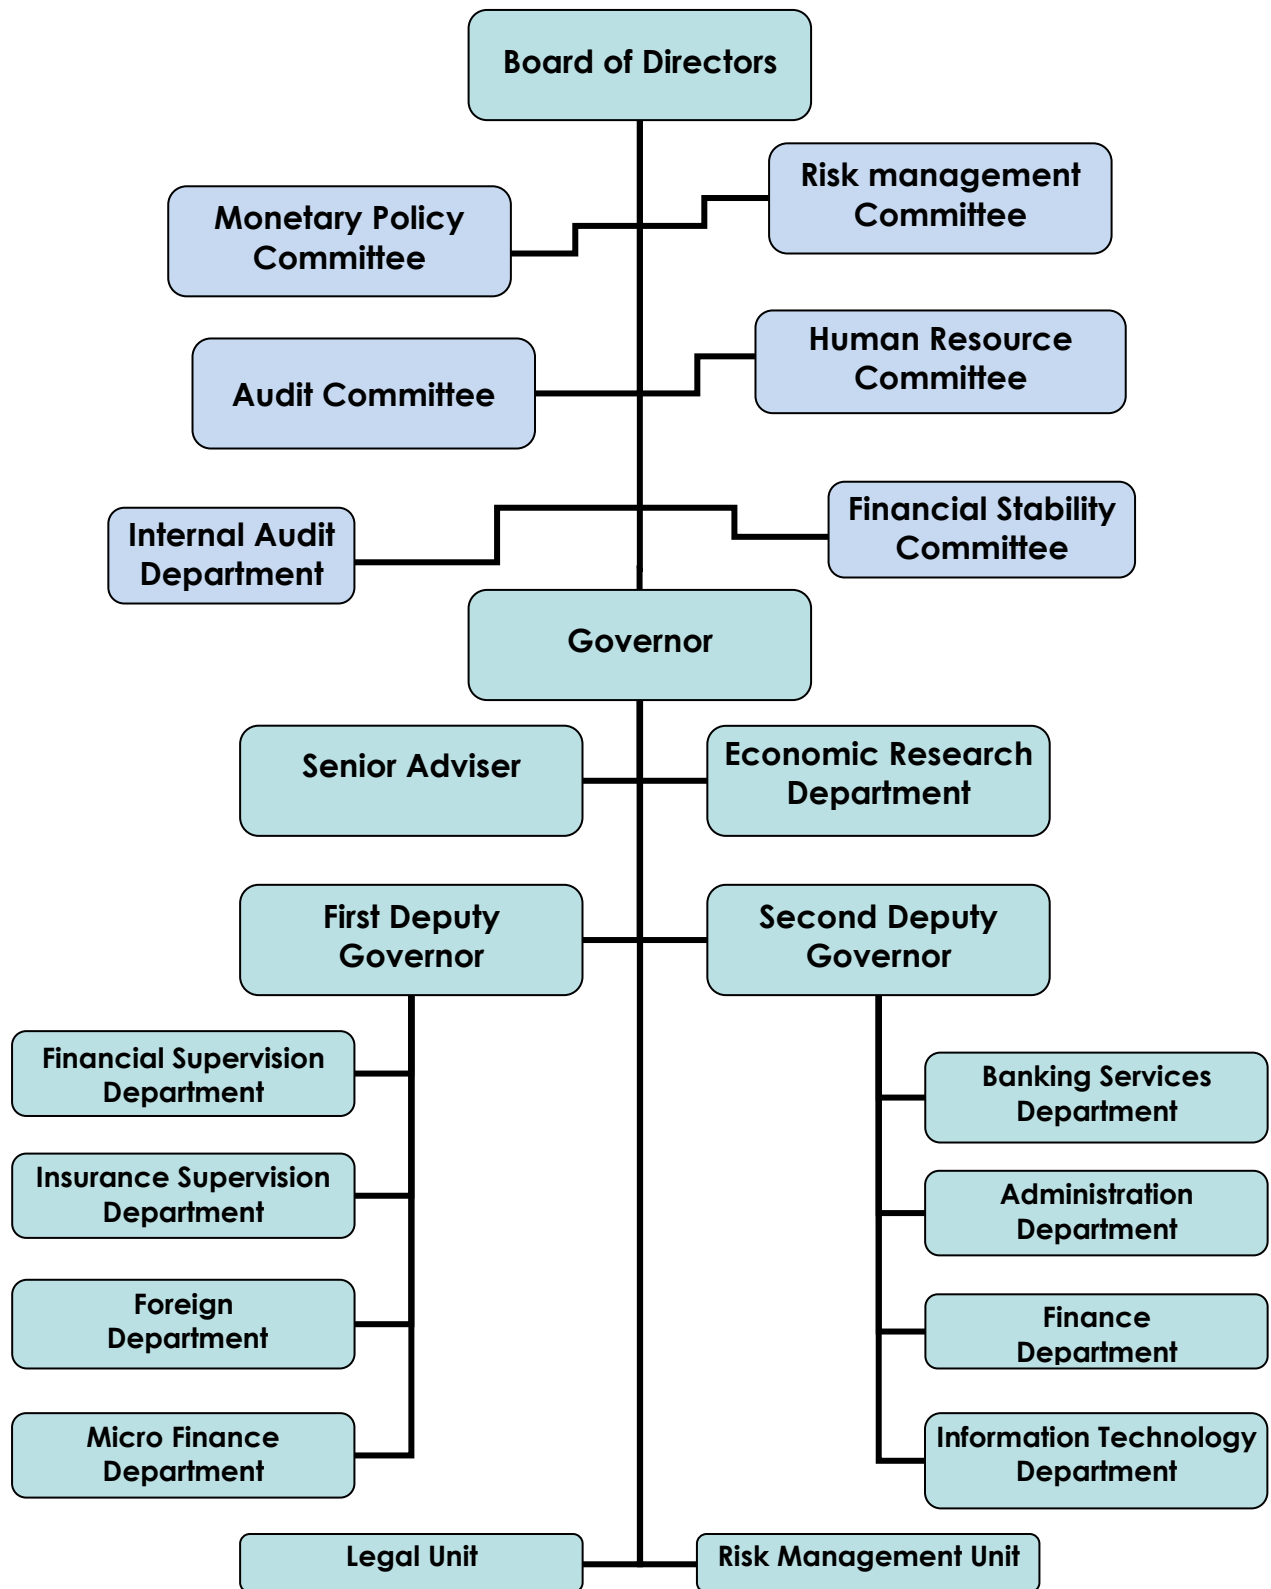 Board of Directors
Risk management
Committee
Monetary Policy
Committee
Human Resource
Committee
Audit Committee
Financial Stability
Committee
Internal Audit
Department
Governor
Senior Adviser
Economic Research
Department
First Deputy
Governor
Second Deputy
Governor
Financial Supervision
Department
Banking Services
Department
Insurance Supervision
Department
Administration
Department
Foreign
Department
Finance
Department
Micro Finance
Department
Information Technology
Department
Legal Unit
Risk Management Unit